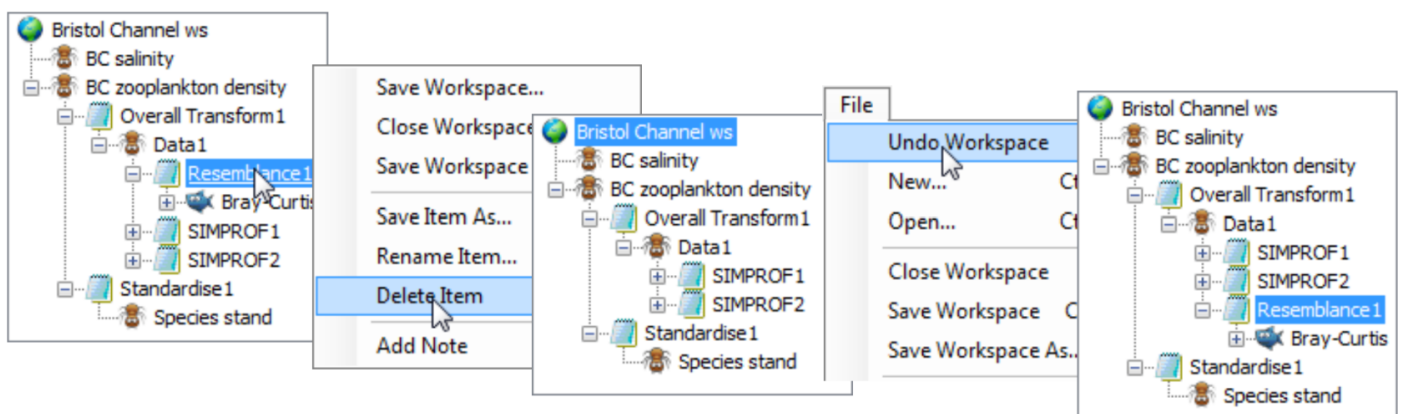 Bristol Channel ws
BC salinity
BC zooplankton density
Overall Transform1
Data1
Resemblance1
Bray-Curtis
SIMPROF1
SIMPROF2
Standardise1
Species stand
Save Workspace...
Close Workspace
Save Workspace
Save Item As...
Rename Item...
Delete Item
Add Note
Bristol Channel ws
BC salinity
BC zooplankton density
Overall Transform1
Data1
SIMPROF1
SIMPROF2
Standardise1
Species stand
File
Undo Workspace
New... Ct
Open... Ct
Close Workspace
Save Workspace C
Save Workspace As..
Bristol Channel ws
BC salinity
BC zooplankton density
Overall Transform1
Data1
SIMPROF1
SIMPROF2
Resemblance1
Bray-Curtis
Standardise1
Species stand